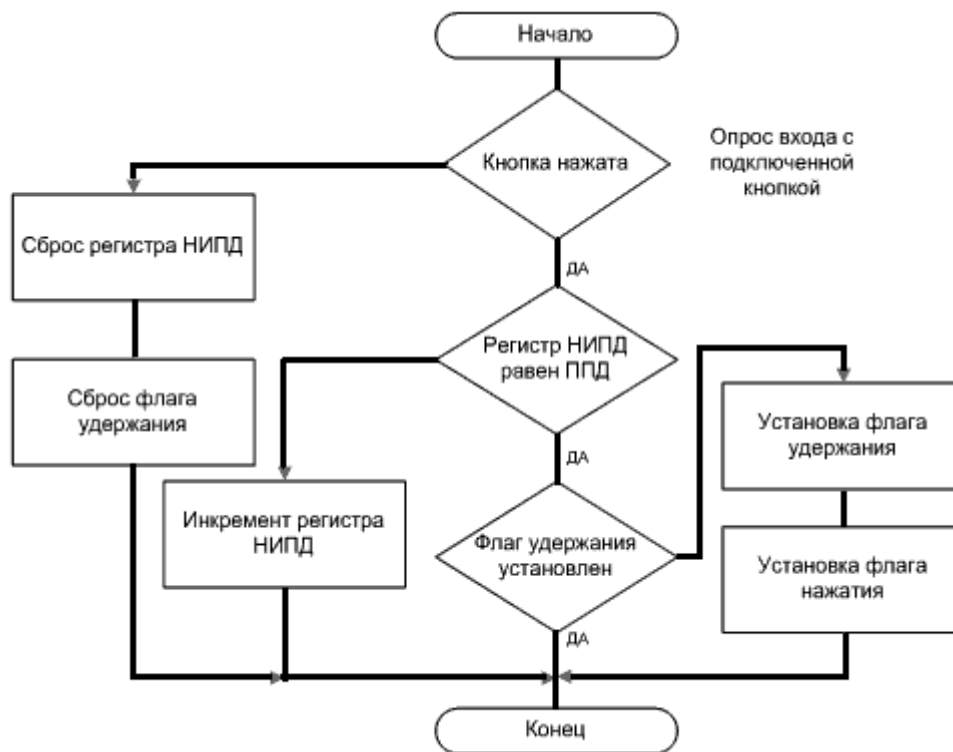 Начало
Кнопка нажата
Опрос входа с
подключенной
кнопкой
Сброс регистра НИПД
ДА
Регистр НИПД
равен ППД
Сброс флага
удержания
Установка флага
удержания
ДА
Инкремент регистра
НИПД
Флаг удержания
установлен
Установка флага
нажатия
ДА
Конец